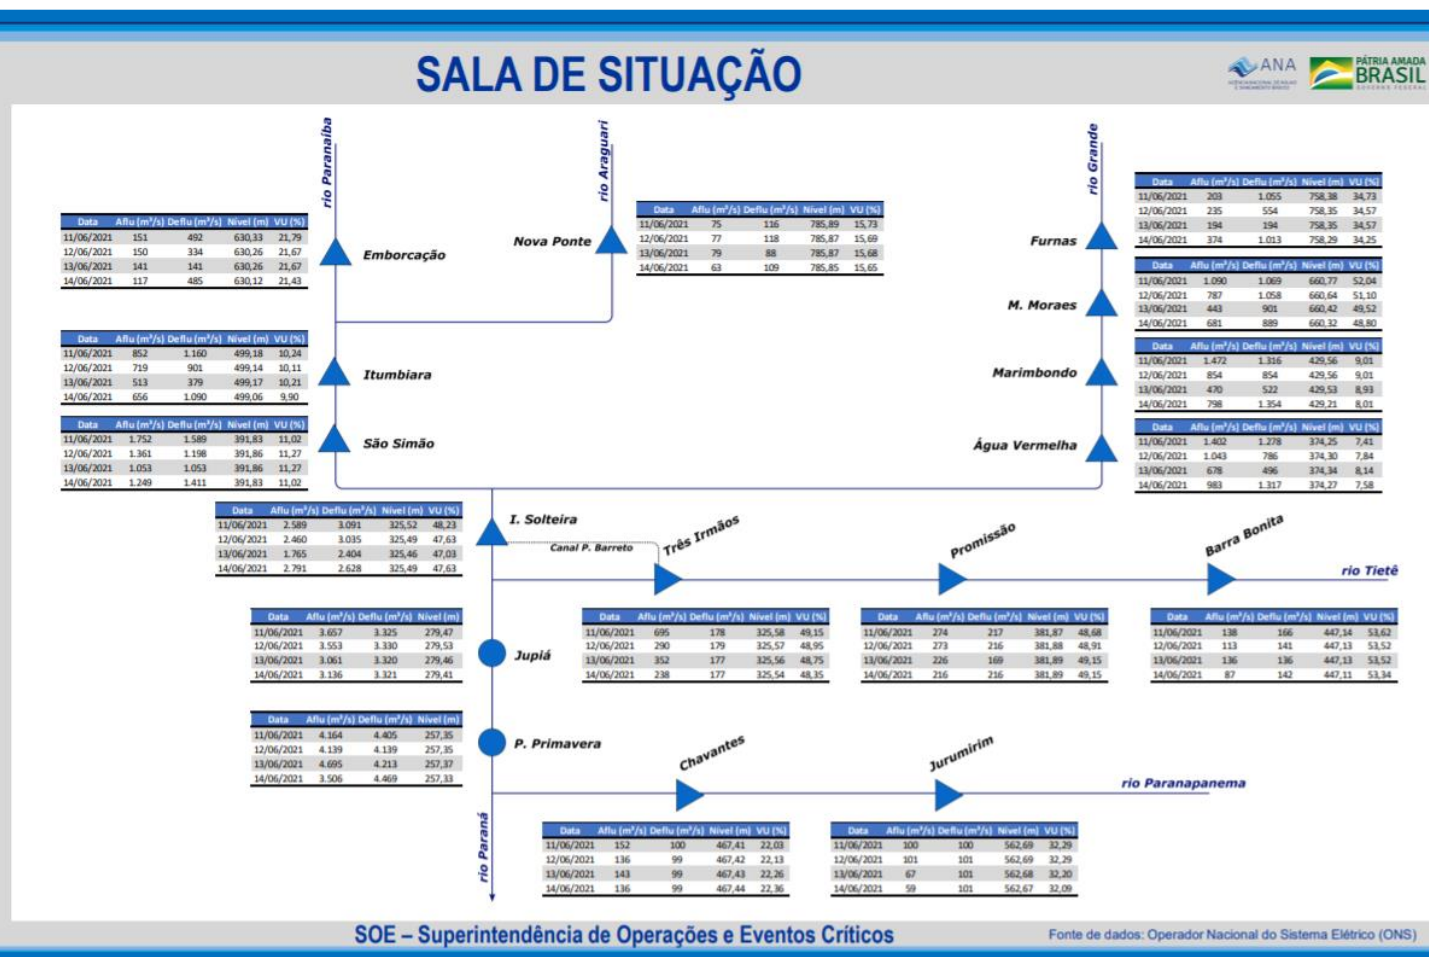 SALA DE SITUAÇÃO
ANA
PÁTRIA AMADA
BRASIL
GOVERNO FEDERAL
rio Paranaíba
rio Araguari
rio Grande
Data Aflu (m³/s) Deflu (m³/s) Nível (m) VU (%)
11/06/2021 151 492 630,33 21,79
12/06/2021 150 334 630,26 21,67
13/06/2021 141 141 630,26 21,67
14/06/2021 117 485 630,12 21,43
Emborcação
Nova Ponte
Data Aflu (m³/s) Deflu (m³/s) Nível (m) VU (%)
11/06/2021 75 116 785,89 15,73
12/06/2021 77 118 785,87 15,69
13/06/2021 79 88 785,87 15,68
14/06/2021 63 109 785,85 15,65
Furnas
Data Aflu (m³/s) Deflu (m³/s) Nível (m) VU (%)
11/06/2021 203 1.055 758,38 34,73
12/06/2021 235 554 758,35 34,57
13/06/2021 194 194 758,35 34,57
14/06/2021 374 1.013 758,29 34,25
M. Moraes
Data Aflu (m³/s) Deflu (m³/s) Nível (m) VU (%)
11/06/2021 1.090 1.069 660,77 52,04
12/06/2021 787 1.058 660,64 51,10
13/06/2021 443 901 660,42 49,52
14/06/2021 681 889 660,32 48,80
Data Aflu (m³/s) Deflu (m³/s) Nível (m) VU (%)
11/06/2021 852 1.160 499,18 10,24
12/06/2021 719 901 499,14 10,11
13/06/2021 513 379 499,17 10,21
14/06/2021 656 1.090 499,06 9,90
Itumbiara
Marimbondo
Data Aflu (m³/s) Deflu (m³/s) Nível (m) VU (%)
11/06/2021 1.472 1.316 429,56 9,01
12/06/2021 854 854 429,56 9,01
13/06/2021 470 522 429,53 8,93
14/06/2021 798 1.354 429,21 8,01
Data Aflu (m³/s) Deflu (m³/s) Nível (m) VU (%)
11/06/2021 1.752 1.589 391,83 11,02
12/06/2021 1.361 1.198 391,86 11,27
13/06/2021 1.053 1.053 391,86 11,27
14/06/2021 1.249 1.411 391,83 11,02
São Simão
Água Vermelha
Data Aflu (m³/s) Deflu (m³/s) Nível (m) VU (%)
11/06/2021 1.402 1.278 374,25 7,41
12/06/2021 1.043 786 374,30 7,84
13/06/2021 678 496 374,34 8,14
14/06/2021 983 1.317 374,27 7,58
Data Aflu (m³/s) Deflu (m³/s) Nível (m) VU (%)
11/06/2021 2.589 3.091 325,52 48,23
12/06/2021 2.460 3.035 325,49 47,63
13/06/2021 1.765 2.404 325,46 47,03
14/06/2021 2.791 2.628 325,49 47,63
I. Solteira
Canal P. Barreto
Três Irmãos
Promissão
Barra Bonita
rio Tietê
Data Aflu (m³/s) Deflu (m³/s) Nível (m)
11/06/2021 3.657 3.325 279,47
12/06/2021 3.553 3.330 279,53
13/06/2021 3.061 3.320 279,46
14/06/2021 3.136 3.321 279,41
Jupiá
Data Aflu (m³/s) Deflu (m³/s) Nível (m) VU (%)
11/06/2021 695 178 325,58 49,15
12/06/2021 290 179 325,57 48,95
13/06/2021 352 177 325,56 48,75
14/06/2021 238 177 325,54 48,35
Data Aflu (m³/s) Deflu (m³/s) Nível (m) VU (%)
11/06/2021 274 217 381,87 48,68
12/06/2021 273 216 381,88 48,91
13/06/2021 226 169 381,89 49,15
14/06/2021 216 216 381,89 49,15
Data Aflu (m³/s) Deflu (m³/s) Nível (m) VU (%)
11/06/2021 138 166 447,14 53,62
12/06/2021 113 141 447,13 53,52
13/06/2021 136 136 447,13 53,52
14/06/2021 87 142 447,11 53,34
Data Aflu (m³/s) Deflu (m³/s) Nível (m)
11/06/2021 4.164 4.405 257,35
12/06/2021 4.139 4.139 257,35
13/06/2021 4.695 4.213 257,37
14/06/2021 3.506 4.469 257,33
P. Primavera
Chavantes
Jurumirim
rio Paranapanema
rio Paraná
Data Aflu (m³/s) Deflu (m³/s) Nível (m) VU (%)
11/06/2021 152 100 467,41 22,03
12/06/2021 136 99 467,42 22,13
13/06/2021 143 99 467,43 22,26
14/06/2021 136 99 467,44 22,36
Data Aflu (m³/s) Deflu (m³/s) Nível (m) VU (%)
11/06/2021 100 100 562,69 32,29
12/06/2021 101 101 562,69 32,29
13/06/2021 67 101 562,68 32,20
14/06/2021 59 101 562,67 32,09
SOE – Superintendência de Operações e Eventos Críticos
Fonte de dados: Operador Nacional do Sistema Elétrico (ONS)